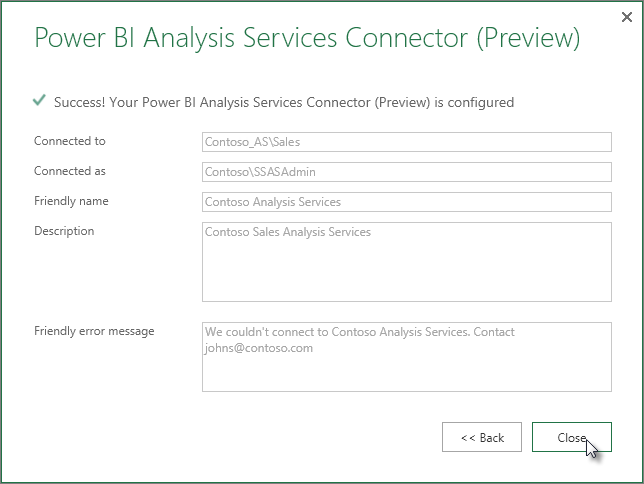 Power BI Analysis Services Connector (Preview)
Success! Your Power BI Analysis Services Connector (Preview) is configured
Connected to
Contoso_AS\Sales
Connected as
Contoso\SSASAdmin
Friendly name
Contoso Analysis Services
Description
Contoso Sales Analysis Services
Friendly error message
We couldn't connect to Contoso Analysis Services. Contact
johns@contoso.com
<< Back
Close